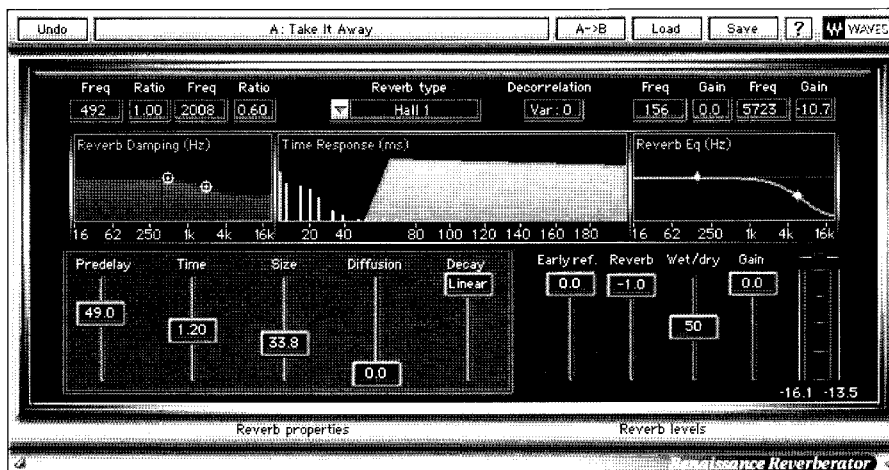 Undo A: Take It Away A->B Load Save ? WAVES
Freq Ratio Freq Ratio Reverb type Decorrelation Freq Gain Freq Gain
492 1.00 2008 0.60 Hall 1 Var: 0 156 0.0 5723 -10.7
Reverb Damping (Hz) Time Response (ms) Reverb Eq (Hz)
16 62 250 1k 4k 16k 20 40 80 100 120 140 160 180 16 62 250 1k 4k 16k
Predelay Time Size Diffusion Decay Early ref. Reverb Wet/dry Gain
49.0 1.20 33.8 0.0 Linear 0.0 -1.0 50 0.0
-16.1 -13.5
Reverb properties Reverb levels
Renaissance Reverberator